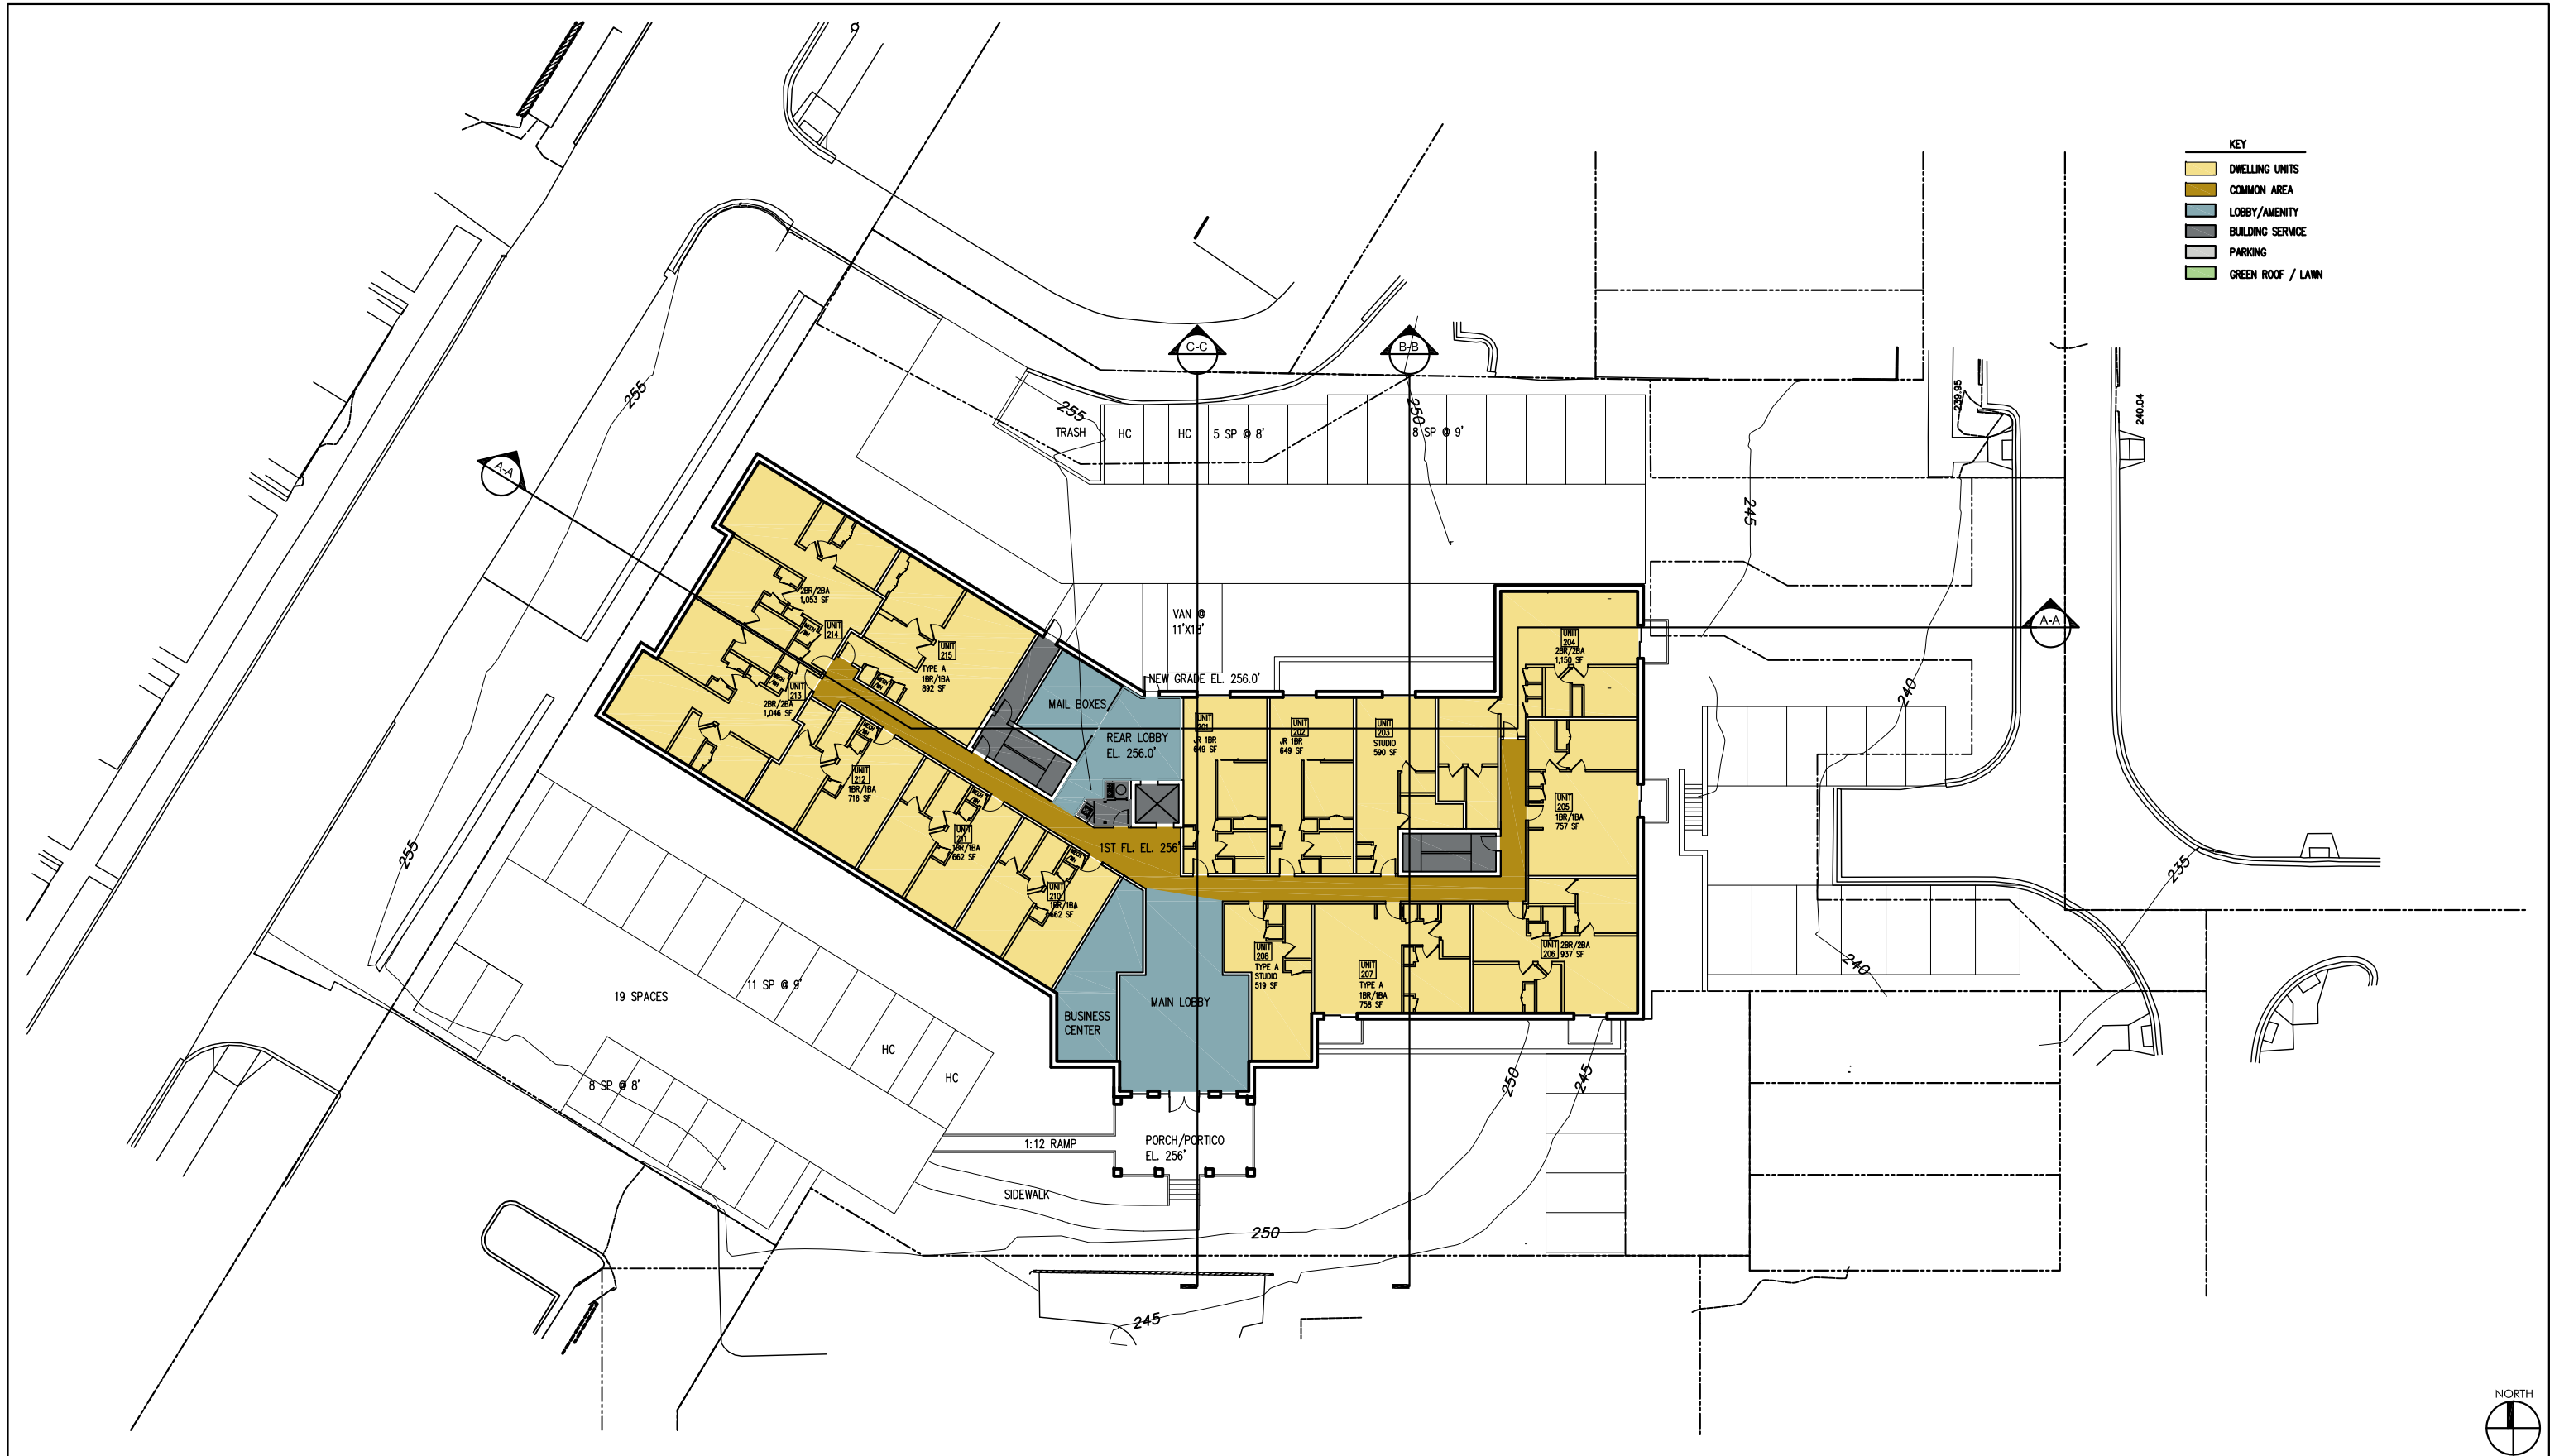 KEY
DWELLING UNITS
COMMON AREA
LOBBY/AMENITY
BUILDING SERVICE
PARKING
GREEN ROOF / LAWN
C-C
B-B
255
255
250
239.95
240.04
TRASH
HC
HC
5 SP @ 8'
8 SP @ 9'
A-A
245
2BR/2BA
1,053 SF
UNIT
214
UNIT
215
TYPE A
1BR/1BA
892 SF
VAN @
11'X18'
A-A
UNIT
204
2BR/2BA
1,150 SF
NEW GRADE EL. 256.0'
UNIT
213
2BR/2BA
1,046 SF
MAIL BOXES
REAR LOBBY
EL. 256.0'
UNIT
201
JR 1BR
649 SF
UNIT
202
JR 1BR
649 SF
UNIT
203
STUDIO
590 SF
240
UNIT
212
1BR/1BA
716 SF
UNIT
205
1BR/1BA
757 SF
UNIT
211
1BR/1BA
662 SF
1ST FL. EL. 256'
255
235
UNIT
210
1BR/1BA
662 SF
UNIT
208
TYPE A
STUDIO
519 SF
UNIT
207
TYPE A
1BR/1BA
758 SF
UNIT
206
2BR/2BA
937 SF
240
19 SPACES
11 SP @ 9'
MAIN LOBBY
BUSINESS
CENTER
HC
HC
8 SP @ 8'
250
245
1:12 RAMP
PORCH/PORTICO
EL. 256'
SIDEWALK
250
245
NORTH